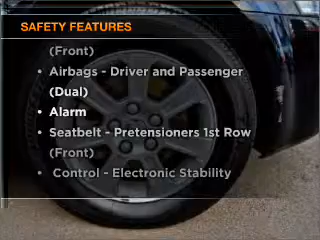 SAFETY FEATURES
(Front)
• Airbags - Driver and Passenger
(Dual)
• Alarm
• Seatbelt - Pretensioners 1st Row
(Front)
• Control - Electronic Stability